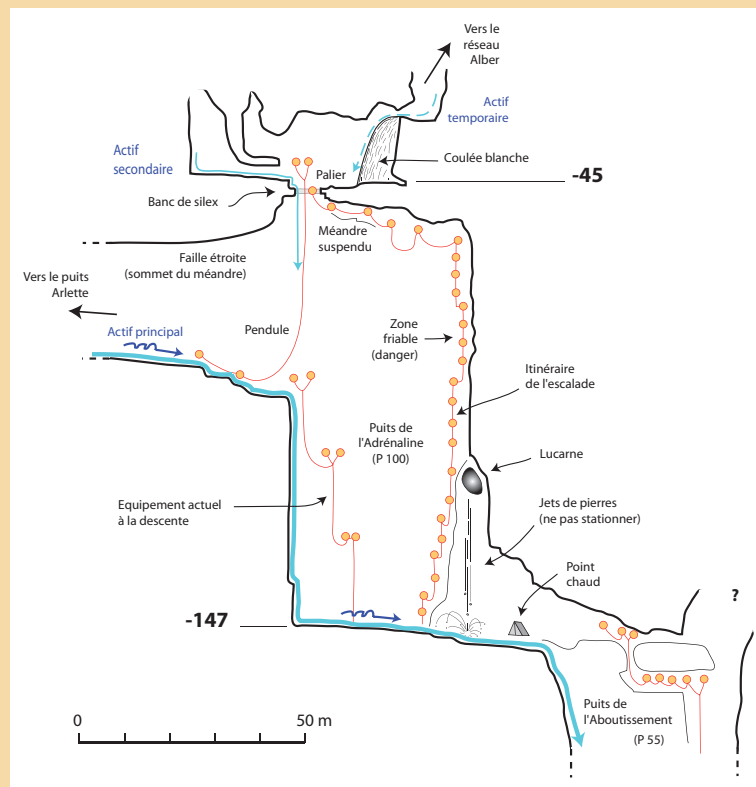 Vers le
réseau
Alber
Actif
temporaire
Actif
secondaire
Palier
Coulée blanche
-45
Banc de silex
Méandre
suspendu
Faille étroite
(sommet du méandre)
Vers le puits
Arlette
Actif principal
Pendule
Zone
friable
(danger)
Itinéraire
de l'escalade
Puits de
l'Adrénaline
(P 100)
Lucarne
Equipement actuel
à la descente
Jets de pierres
(ne pas stationner)
Point
chaud
?
-147
Puits de
l'Aboutissement
(P 55)
0
50 m